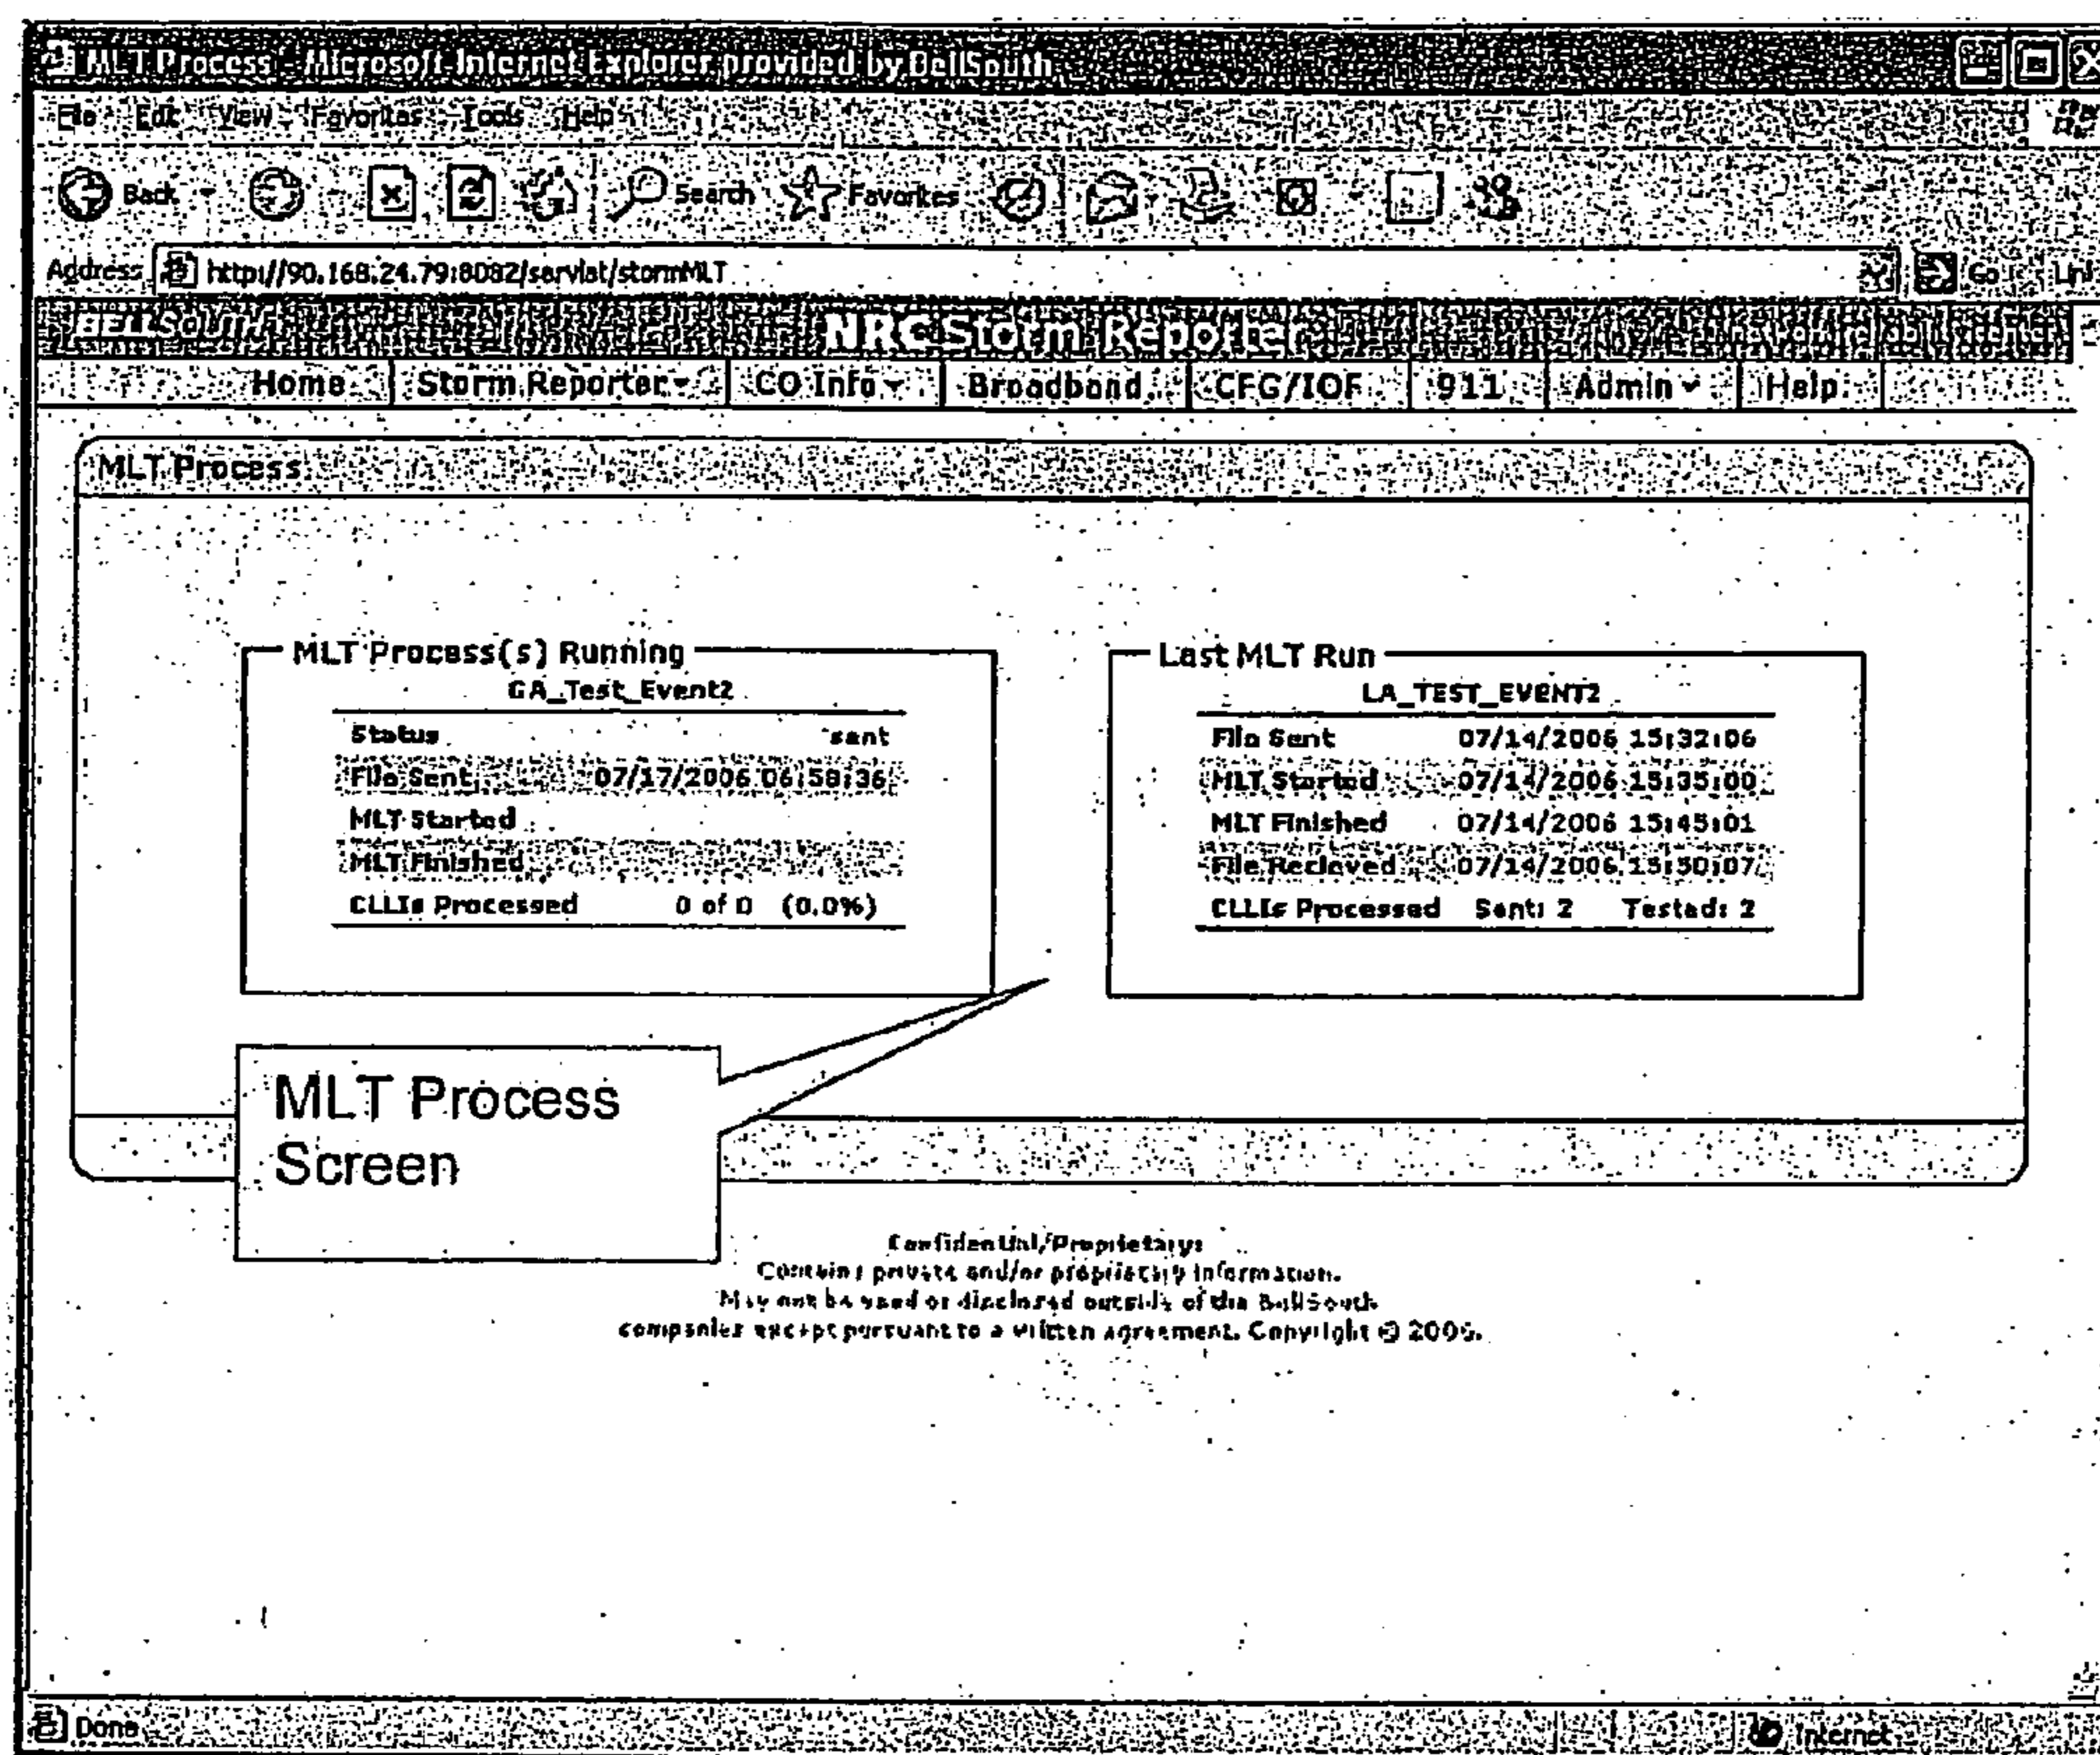 MLT Process - Microsoft Internet Explorer provided by BellSouth
File Edit View Favorites Tools Help
Back Search Favorites
Address http://90.168.24.79:8082/servlet/stormMLT Go Link
BELLSOUTH NRC Storm Reporter
Home Storm Reporter CO Info Broadband CFG/IOF 911 Admin Help
MLT Process
MLT Process(s) Running
GA_Test_Event2
Status sent
File Sent 07/17/2006 06:58:36
MLT Started
MLT Finished
CLLIs Processed 0 of 0 (0.0%)
Last MLT Run
LA_TEST_EVENT2
File Sent 07/14/2006 15:32:06
MLT Started 07/14/2006 15:35:00
MLT Finished 07/14/2006 15:45:01
File Recieved 07/14/2006 15:50:07
CLLIs Processed Sent: 2 Tested: 2
MLT Process
Screen
Confidential/Proprietary:
Contains private and/or proprietary information.
May not be used or disclosed outside of the BellSouth
companies except pursuant to a written agreement. Copyright © 2006.
Done Internet